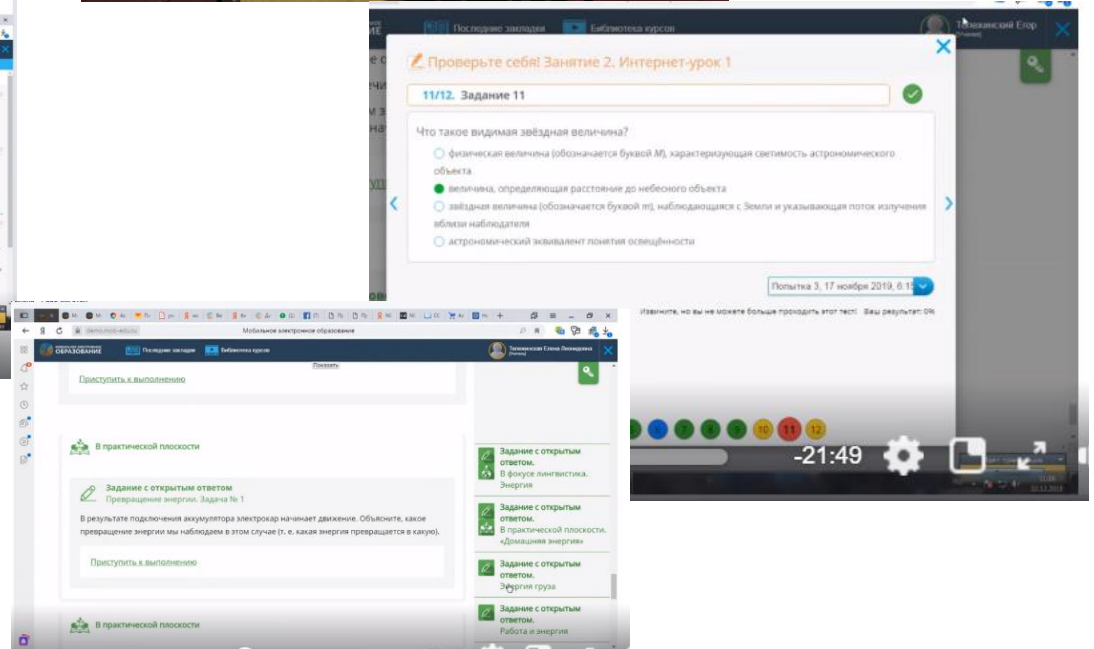 Последние закладки
Библиотека курсов
Егор
Проверьте себя! Занятие 2. Интернет-урок 1
11/12. Задание 11
Что такое видимая звёздная величина?
физическая величина (обозначается буквой M), характеризующая светимость астрономического
объекта
величина, определяющая расстояние до небесного объекта
звёздная величина (обозначается буквой m), наблюдающаяся с Земли и указывающая поток излучения
вблизи наблюдателя
астрономический эквивалент понятия освещённости
Попытка 3, 17 ноября 2019, 6:1
Извините, но вы не можете больше проходить этот тест! Ваш результат: 0%
10 11 12
-21:49
Мобильное электронное образование
ОБРАЗОВАНИЕ
Последние закладки
Библиотека курсов
Елена Леонидовна
Показать
Приступить к выполнению
В практической плоскости
Задание с открытым ответом
Превращение энергии. Задача № 1
В результате подключения аккумулятора электрокар начинает движение. Объясните, какое
превращение энергии мы наблюдаем в этом случае (т. е. какая энергия превращается в какую).
Приступить к выполнению
В практической плоскости
Задание с открытым
ответом.
В фокусе лингвистика.
Энергия
Задание с открытым
ответом.
В практической плоскости.
«Домашняя энергия»
Задание с открытым
ответом.
Энергия груза
Задание с открытым
ответом.
Работа и энергия